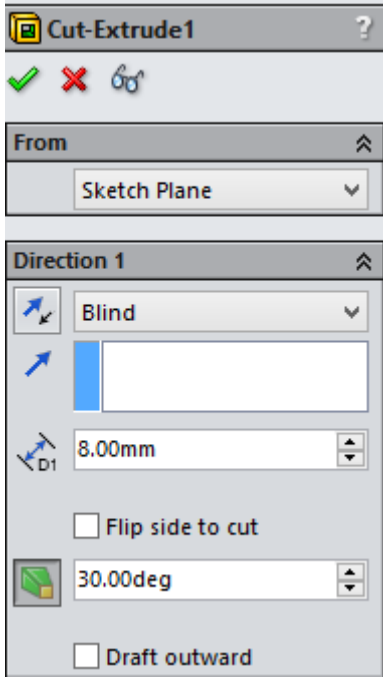 Cut-Extrude1 ?
From
Sketch Plane
Direction 1
Blind
D1 8.00mm
Flip side to cut
30.00deg
Draft outward